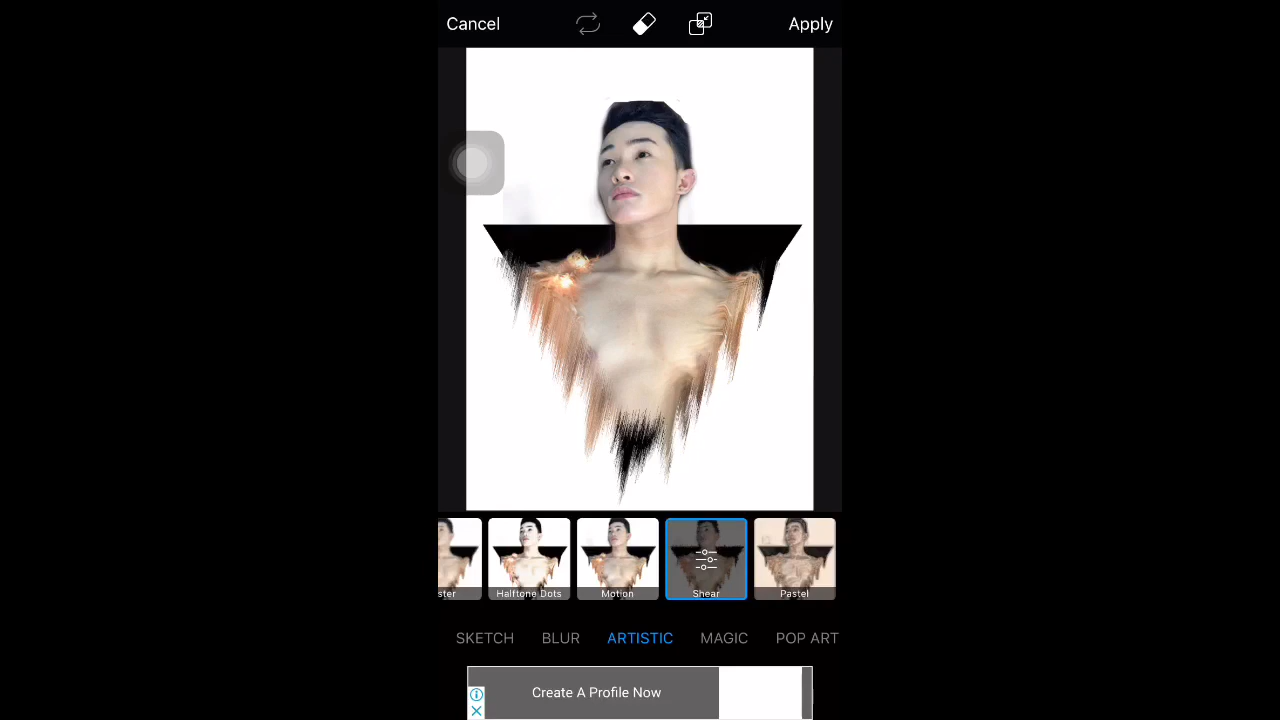 Cancel
Apply
ster
Halftone Dots
Motion
Shear
Pastel
SKETCH
BLUR
ARTISTIC
MAGIC
POP ART
Create A Profile Now